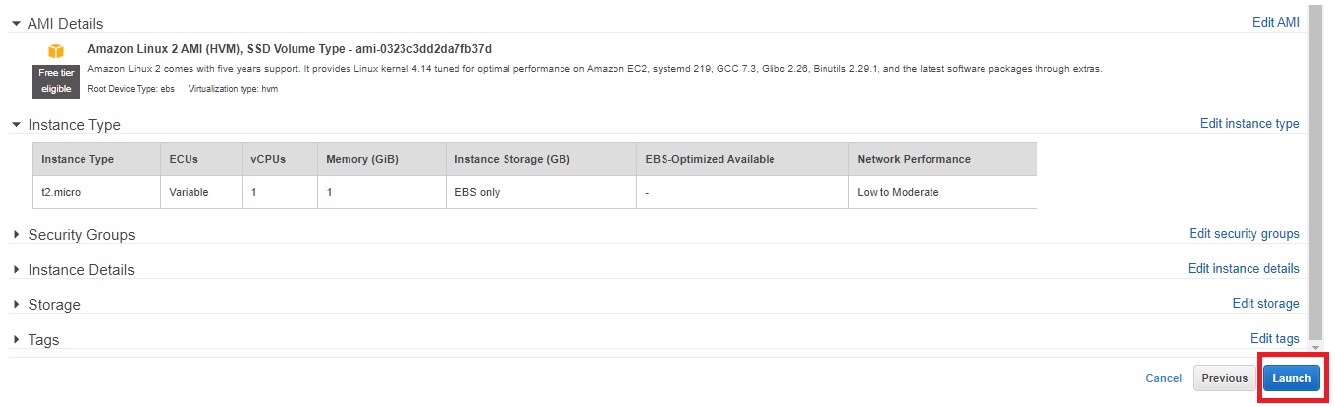 AMI Details
Edit AMI
Amazon Linux 2 AMI (HVM), SSD Volume Type - ami-0323c3dd2da7fb37d
Free tier
eligible
Amazon Linux 2 comes with five years support. It provides Linux kernel 4.14 tuned for optimal performance on Amazon EC2, systemd 219, GCC 7.3, Glibc 2.26, Binutils 2.29.1, and the latest software packages through extras.
Root Device Type: ebs Virtualization type: hvm
Instance Type
Edit instance type
Instance Type ECUs vCPUs Memory (GiB) Instance Storage (GB) EBS-Optimized Available Network Performance
t2.micro Variable 1 1 EBS only - Low to Moderate
Security Groups
Edit security groups
Instance Details
Edit instance details
Storage
Edit storage
Tags
Edit tags
Cancel Previous Launch